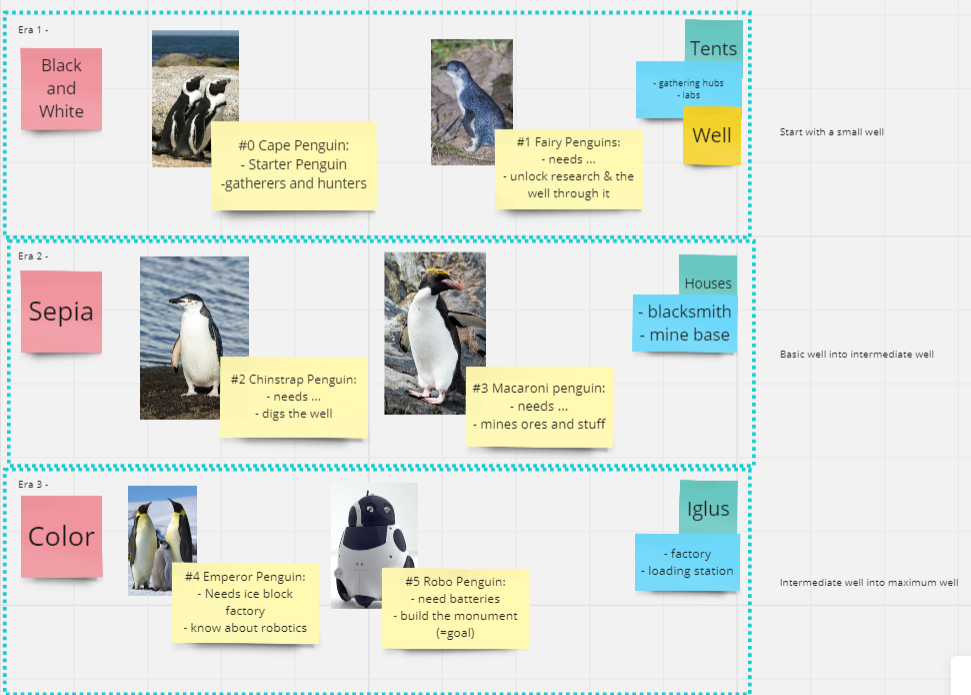 Era 1 -
Black
and
White
#0 Cape Penguin:
- Starter Penguin
-gatherers and hunters
#1 Fairy Penguins:
- needs ...
- unlock research & the
well through it
Tents
- gathering hubs
- labs
Well
Start with a small well
Era 2 -
Sepia
#2 Chinstrap Penguin:
- needs ...
- digs the well
#3 Macaroni penguin:
- needs ...
- mines ores and stuff
Houses
- blacksmith
- mine base
Basic well into intermediate well
Era 3 -
Color
#4 Emperor Penguin:
- Needs ice block
factory
- know about robotics
#5 Robo Penguin:
- need batteries
- build the monument
(=goal)
Iglus
- factory
- loading station
Intermediate well into maximum well